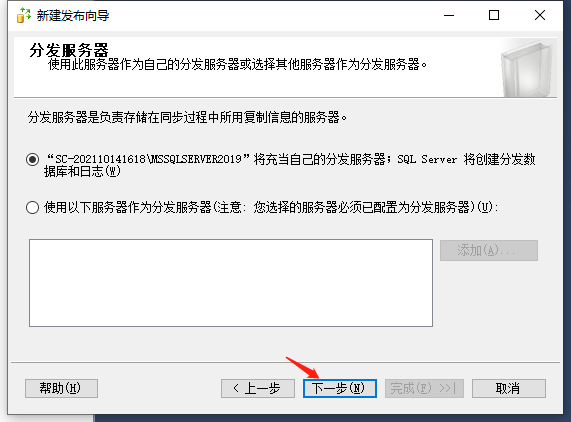 新建发布向导
分发服务器
使用此服务器作为自己的分发服务器或选择其他服务器作为分发服务器。
分发服务器是负责存储在同步过程中所用复制信息的服务器。
“SC-202110141618\MSSQLSERVER2019”将充当自己的分发服务器；SQL Server 将创建分发数
据库和日志(W)
使用以下服务器作为分发服务器(注意: 您选择的服务器必须已配置为分发服务器)(U):
添加(A)...
帮助(H)
< 上一步
下一步(N)
完成(F) >>|
取消